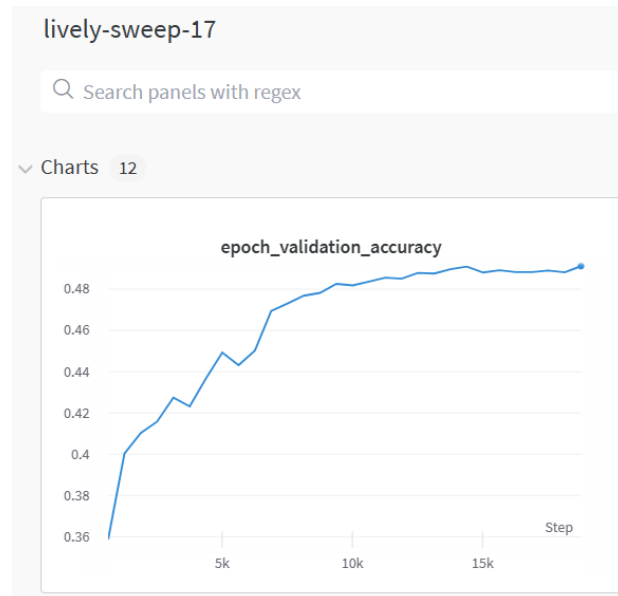 lively-sweep-17
Search panels with regex
Charts 12
epoch_validation_accuracy
0.48
0.46
0.44
0.42
0.4
0.38
0.36
Step
5k 10k 15k